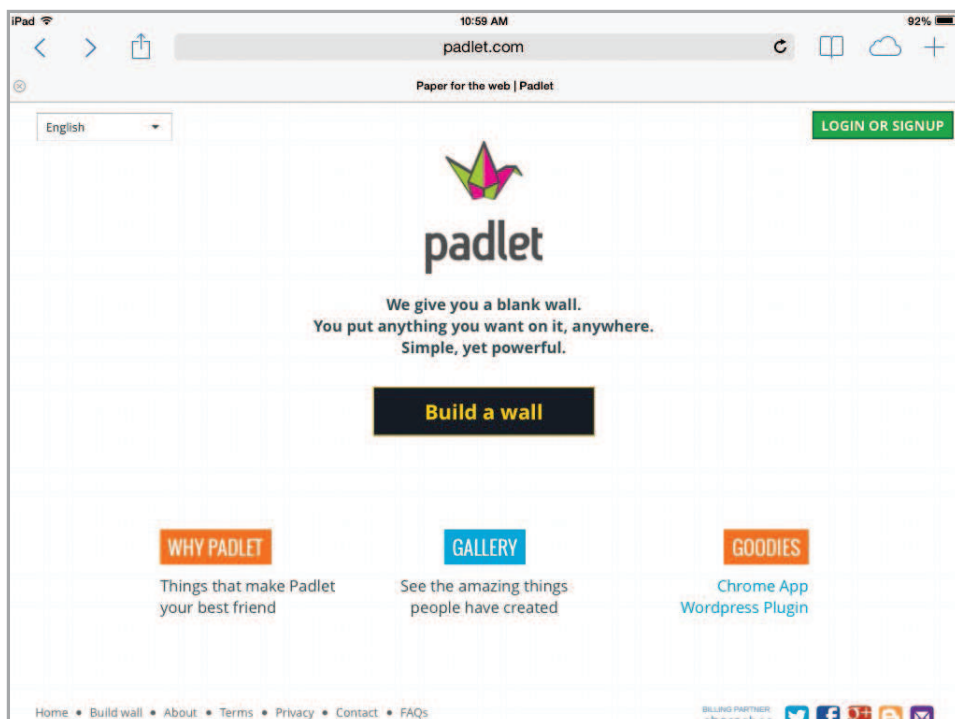 iPad 10:59 AM 92%
padlet.com
Paper for the web | Padlet
English
LOGIN OR SIGNUP
padlet
We give you a blank wall.
You put anything you want on it, anywhere.
Simple, yet powerful.
Build a wall
WHY PADLET
Things that make Padlet
your best friend
GALLERY
See the amazing things
people have created
GOODIES
Chrome App
Wordpress Plugin
Home • Build wall • About • Terms • Privacy • Contact • FAQs
BILLING PARTNER